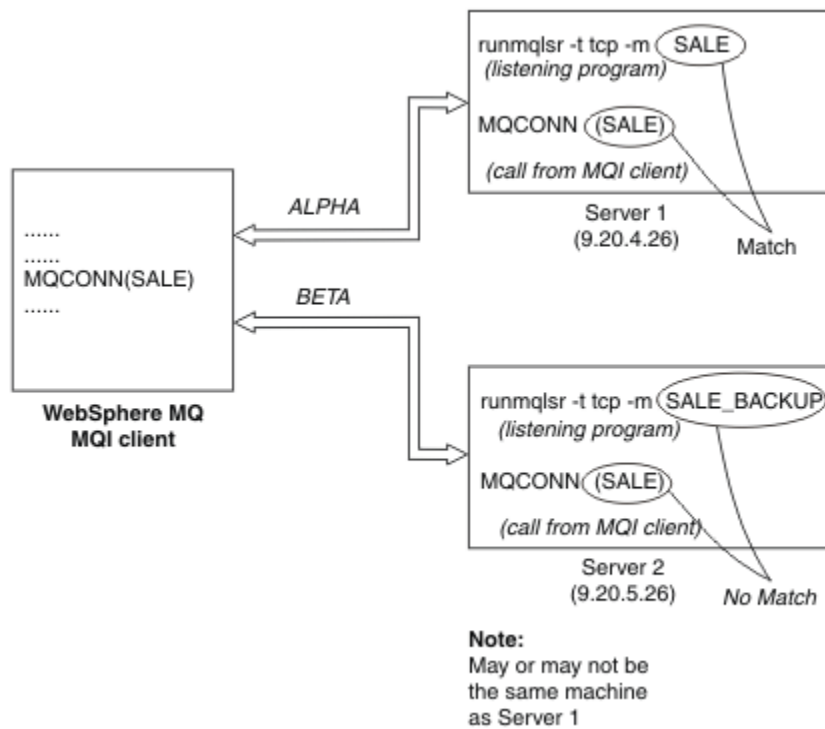 runmqlsr -t tcp -m SALE
(listening program)
MQCONN (SALE)
(call from MQI client)
Server 1
(9.20.4.26)
Match
ALPHA
......
......
MQCONN(SALE)
......
BETA
WebSphere MQ
MQI client
runmqlsr -t tcp -m SALE_BACKUP
(listening program)
MQCONN (SALE)
(call from MQI client)
Server 2
(9.20.5.26)
No Match
Note:
May or may not be
the same machine
as Server 1